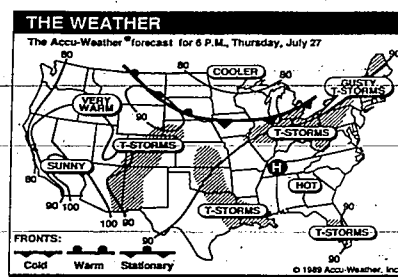 THE WEATHER
The Accu-Weather® forecast for 6 P.M., Thursday, July 27
80
80
COOLER
80
90
GUSTY
T-STORMS
VERY
WARM
T-STORMS
T-STORMS
SUNNY
H
HOT
80
90
100
100
90
T-STORMS
90
T-STORMS
90
FRONTS:
Cold
Warm
Stationary
© 1989 Accu-Weather, Inc.